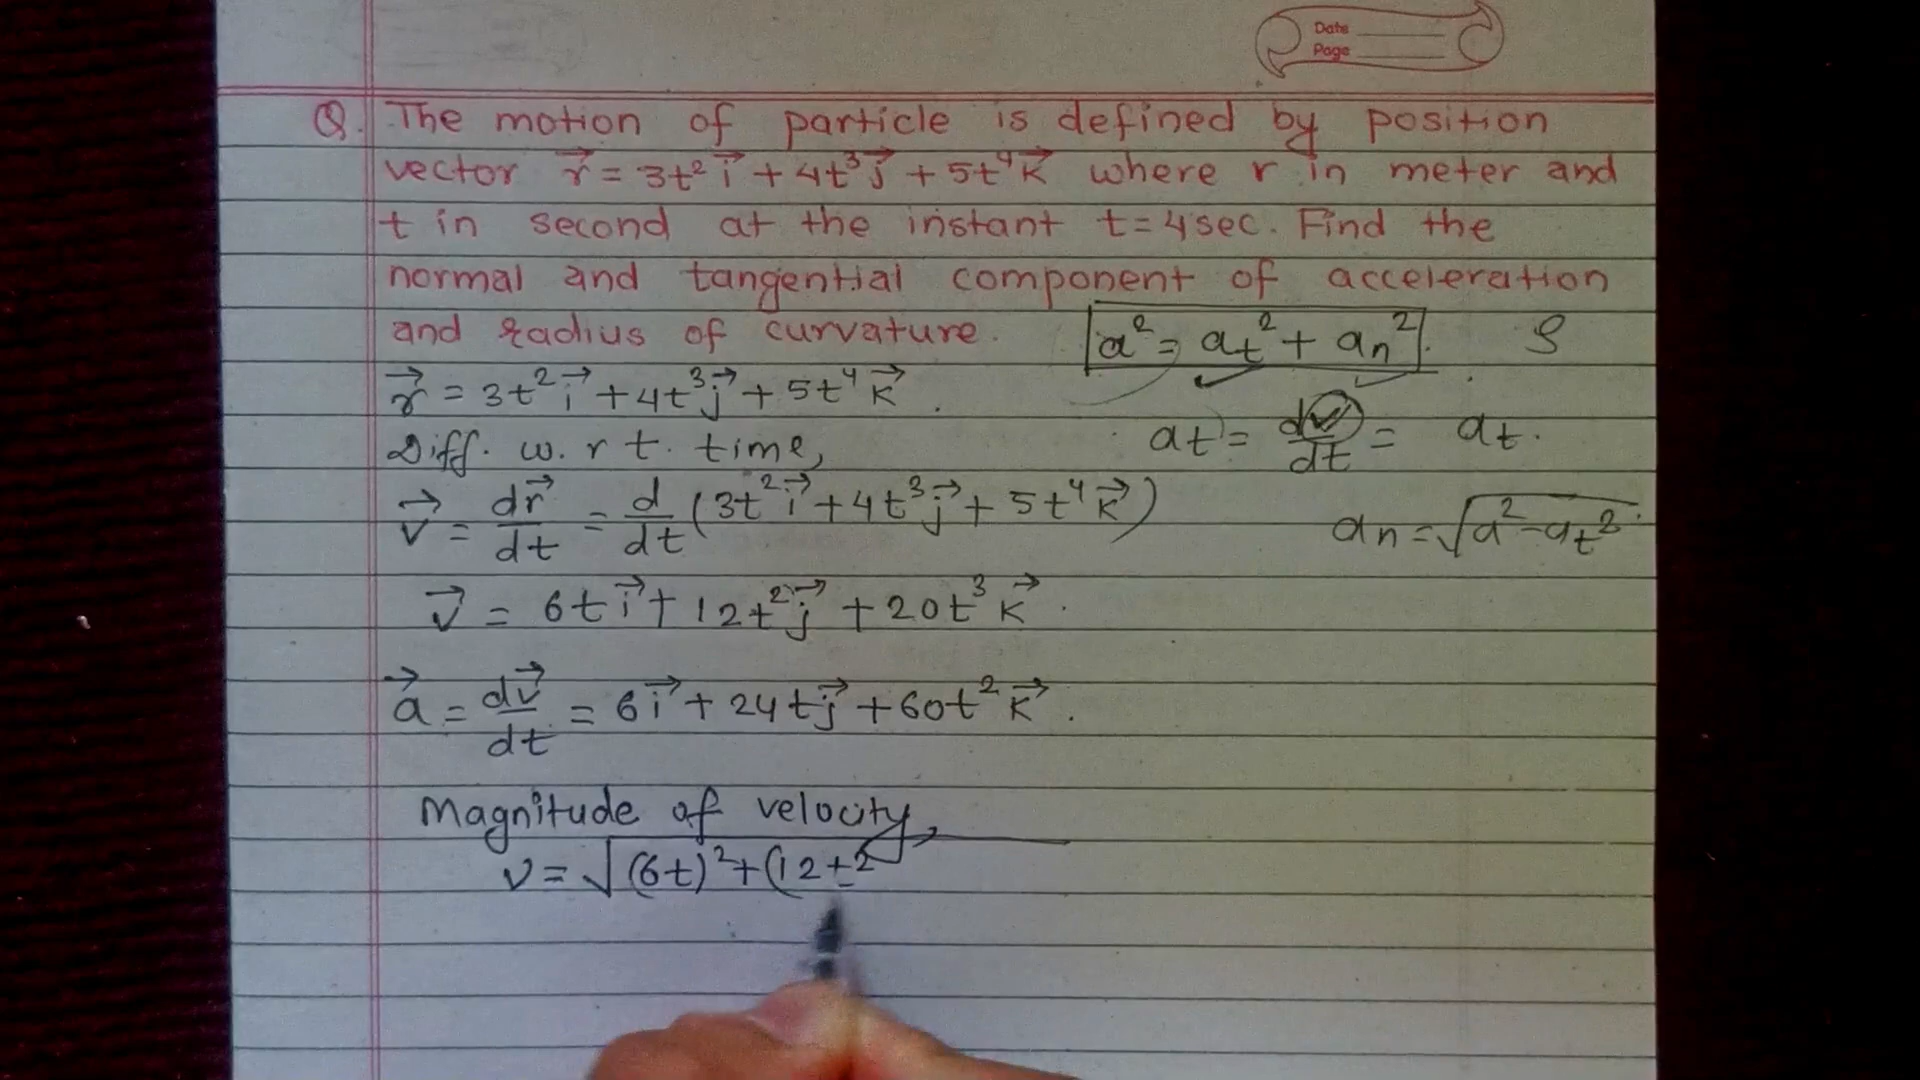 Date
Page
Q. The motion of particle is defined by position
vector r⃗ = 3t² i⃗ + 4t³ j⃗ + 5t⁴ k⃗ where r in meter and
t in second at the instant t = 4 sec. Find the
normal and tangential component of acceleration
and radius of curvature.
a² = at² + an². ρ
r⃗ = 3t² i⃗ + 4t³ j⃗ + 5t⁴ k⃗.
at = dv/dt = at.
Diff. w. r t. time,
v⃗ = dr⃗/dt = d/dt (3t² i⃗ + 4t³ j⃗ + 5t⁴ k⃗)
an = √a² - at²
v⃗ = 6t i⃗ + 12t² j⃗ + 20t³ k⃗.
a⃗ = dv⃗/dt = 6 i⃗ + 24t j⃗ + 60t² k⃗.
Magnitude of velocity,
v = √(6t)² + (12t²